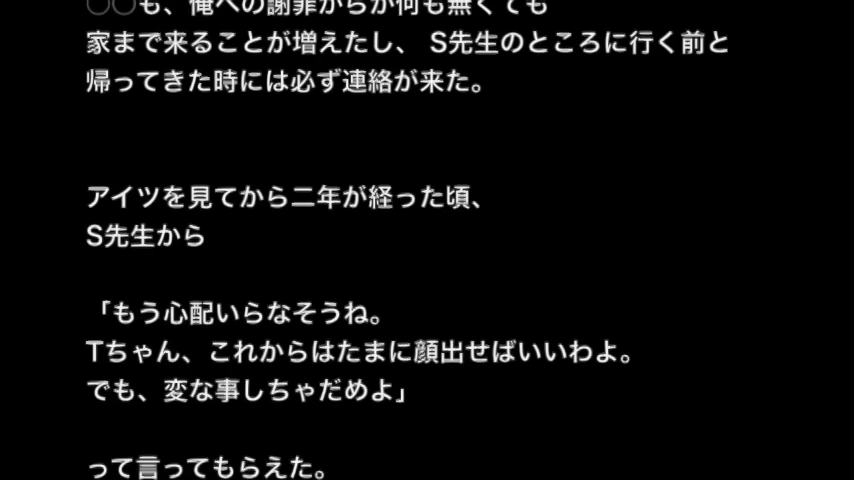 ○○も、俺への謝罪からか何も無くても
家まで来ることが増えたし、 S先生のところに行く前と
帰ってきた時には必ず連絡が来た。
アイツを見てから二年が経った頃、
S先生から
「もう心配いらなそうね。
Tちゃん、これからはたまに顔出せばいいわよ。
でも、変な事しちゃだめよ」
って言ってもらえた。